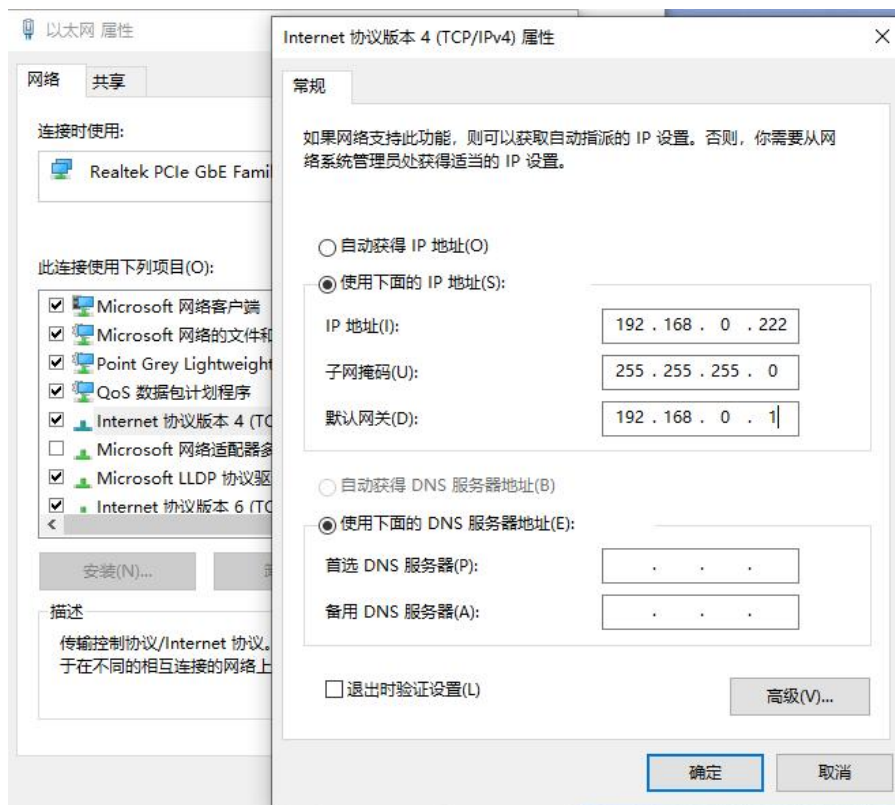 以太网 属性
网络
共享
连接时使用:
Realtek PCIe GbE Fami
此连接使用下列项目(O):
Microsoft 网络客户端
Microsoft 网络的文件和
Point Grey Lightweight
QoS 数据包计划程序
Internet 协议版本 4 (TC
Microsoft 网络适配器多
Microsoft LLDP 协议驱
Internet 协议版本 6 (TC
安装(N)...
描述
传输控制协议/Internet 协议。
于在不同的相互连接的网络上
Internet 协议版本 4 (TCP/IPv4) 属性
常规
如果网络支持此功能，则可以获取自动指派的 IP 设置。否则，你需要从网
络系统管理员处获得适当的 IP 设置。
自动获得 IP 地址(O)
使用下面的 IP 地址(S):
IP 地址(I): 192 . 168 . 0 . 222
子网掩码(U): 255 . 255 . 255 . 0
默认网关(D): 192 . 168 . 0 . 1
自动获得 DNS 服务器地址(B)
使用下面的 DNS 服务器地址(E):
首选 DNS 服务器(P): . . .
备用 DNS 服务器(A): . . .
退出时验证设置(L)
高级(V)...
确定
取消